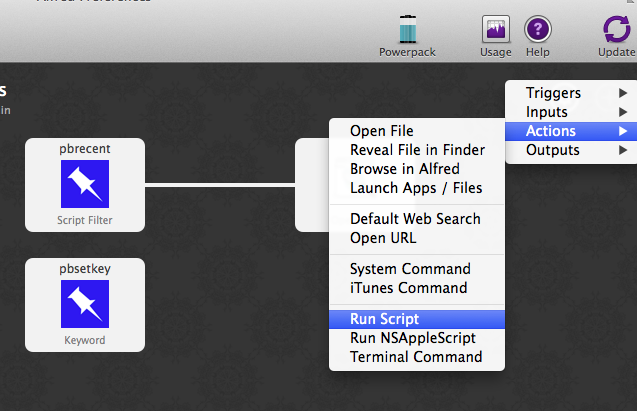 Alfred Preferences
Powerpack
Usage
Help
Update
s
in
Triggers
Inputs
Actions
Outputs
Open File
Reveal File in Finder
Browse in Alfred
Launch Apps / Files
Default Web Search
Open URL
System Command
iTunes Command
Run Script
Run NSAppleScript
Terminal Command
pbrecent
Script Filter
pbsetkey
Keyword